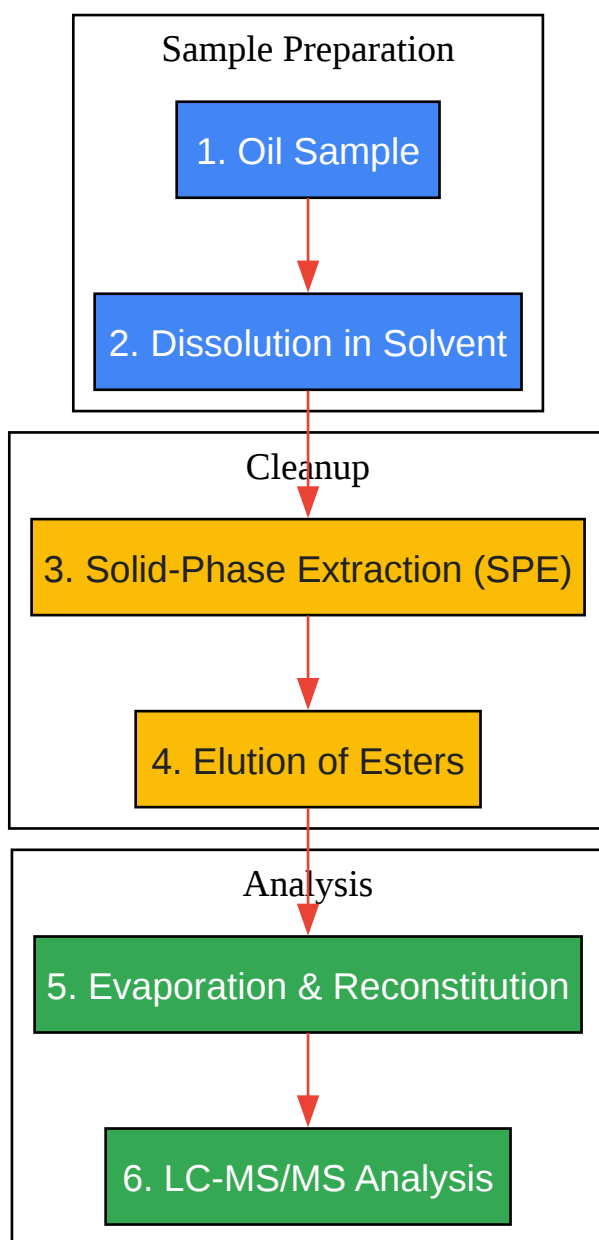 Sample Preparation
1. Oil Sample
2. Dissolution in Solvent
Cleanup
3. Solid-Phase Extraction (SPE)
4. Elution of Esters
Analysis
5. Evaporation & Reconstitution
6. LC-MS/MS Analysis